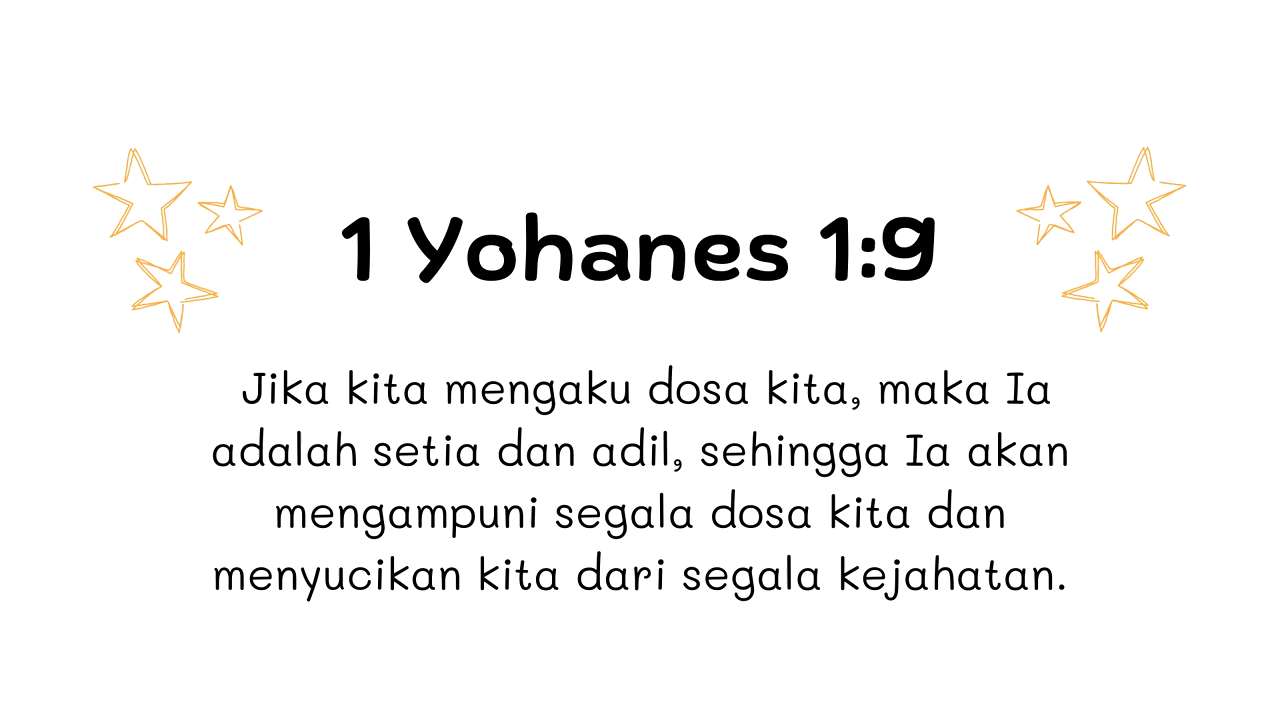 1 Yohanes 1:9
Jika kita mengaku dosa kita, maka Ia
adalah setia dan adil, sehingga Ia akan
mengampuni segala dosa kita dan
menyucikan kita dari segala kejahatan.